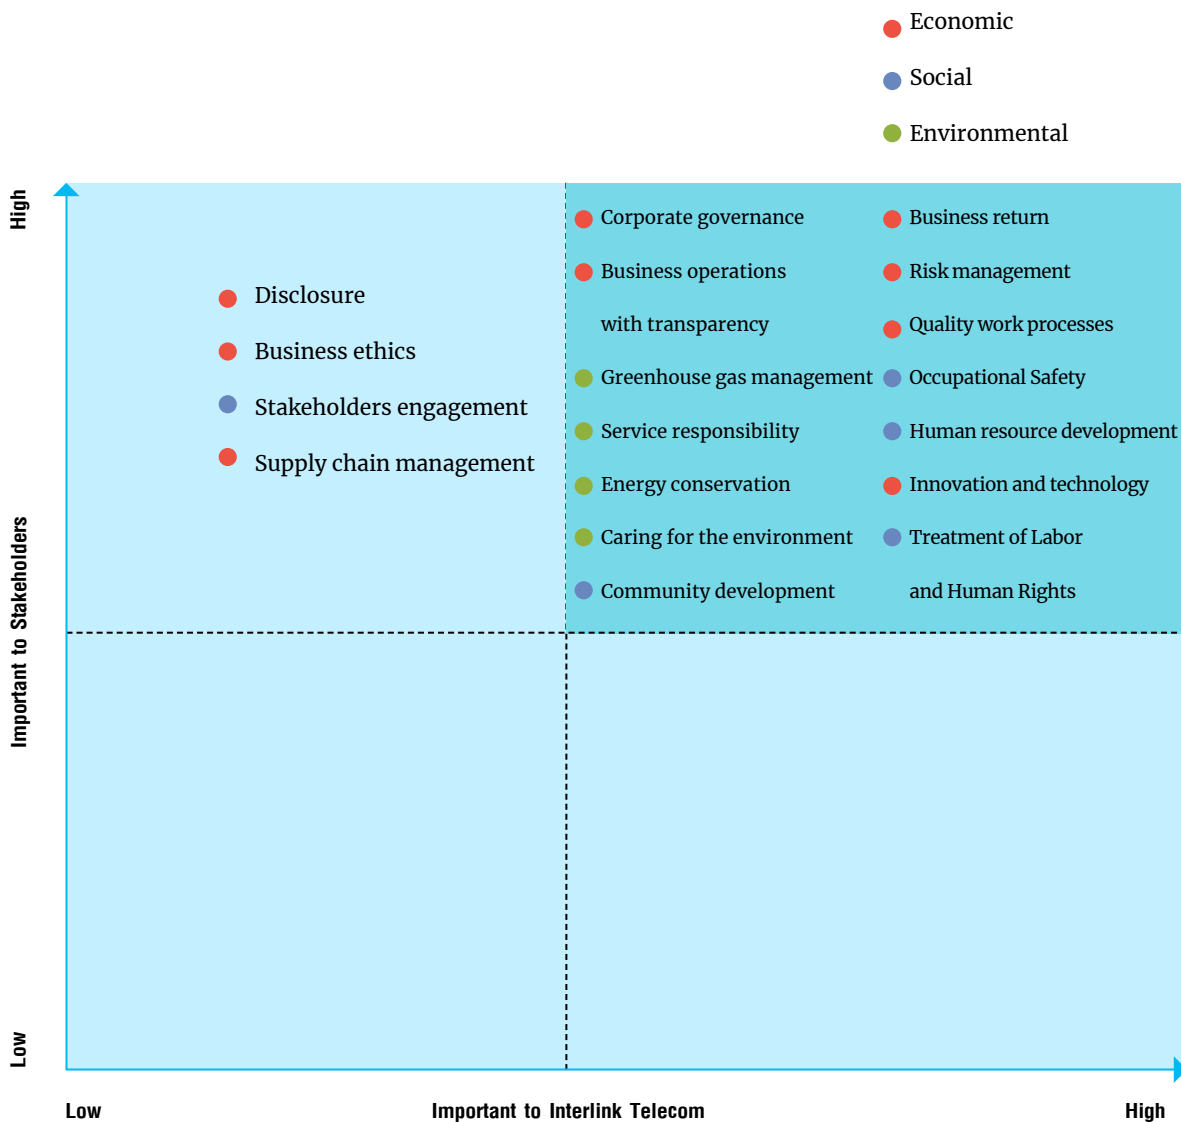 Economic
Social
Environmental
High
Important to Stakeholders
Low
Disclosure
Business ethics
Stakeholders engagement
Supply chain management
Corporate governance
Business operations
with transparency
Greenhouse gas management
Service responsibility
Energy conservation
Caring for the environment
Community development
Business return
Risk management
Quality work processes
Occupational Safety
Human resource development
Innovation and technology
Treatment of Labor
and Human Rights
Low
Important to Interlink Telecom
High